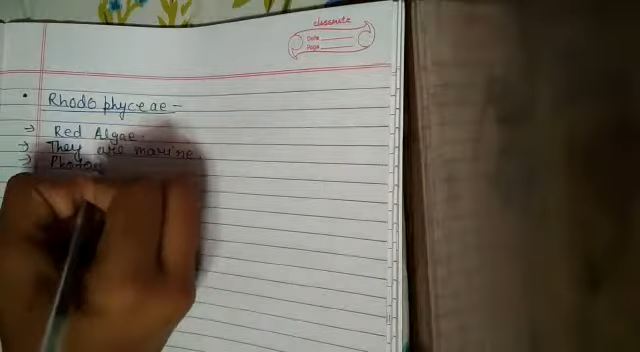 classmate
Date
Page
Rhodophyceae -
→ Red Algae.
→ They are marine.
→